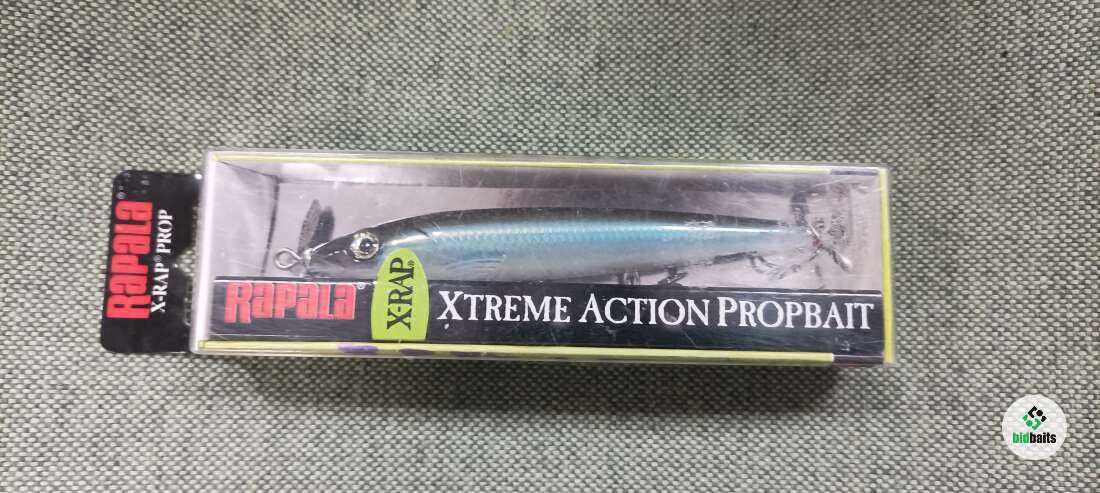 RAPALA
X-RAP® PROP
RAPALA®
X-RAP®
XTREME ACTION PROPBAIT
bidbaits